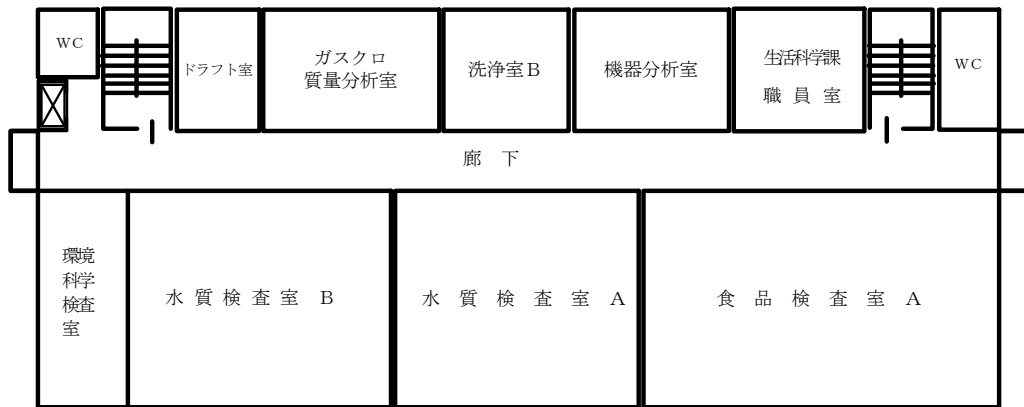 WC
ドラフト室
ガスクロ
質量分析室
洗浄室B
機器分析室
生活科学課
職員室
WC
廊下
環境
科学
検査
室
水質検査室 B
水質検査室 A
食品検査室 A